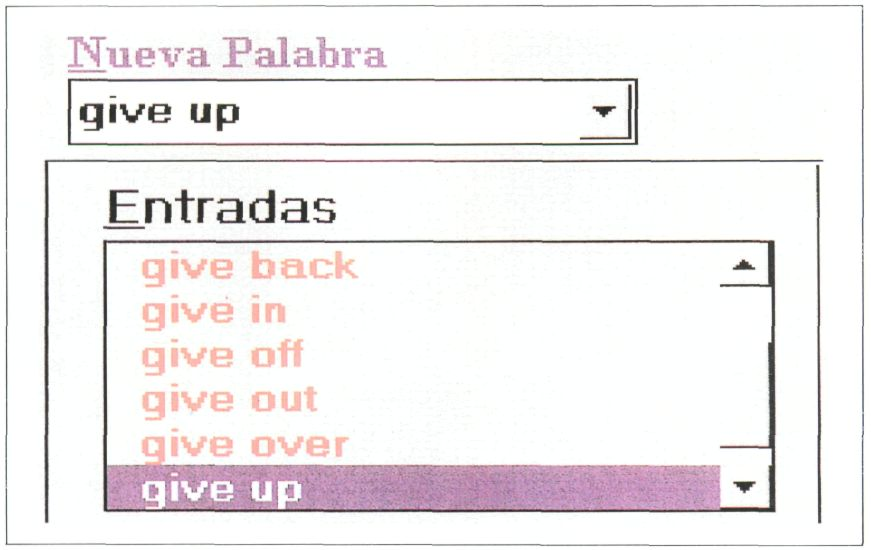 Nueva Palabra
give up
Entradas
give back
give in
give off
give out
give over
give up